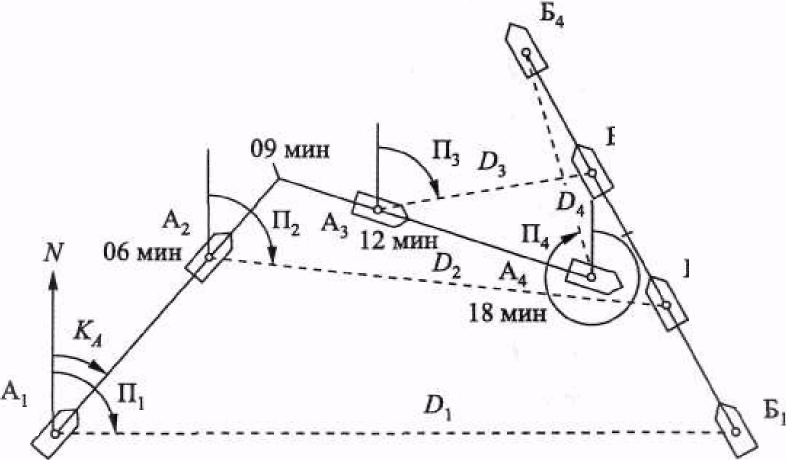 Б₄
09 мин
П₃
D₃
А₂
П₂
А₃
12 мин
D₄
П₄
06 мин
N
D₂
А₄
18 мин
K_A
А₁
П₁
D₁
Б₁